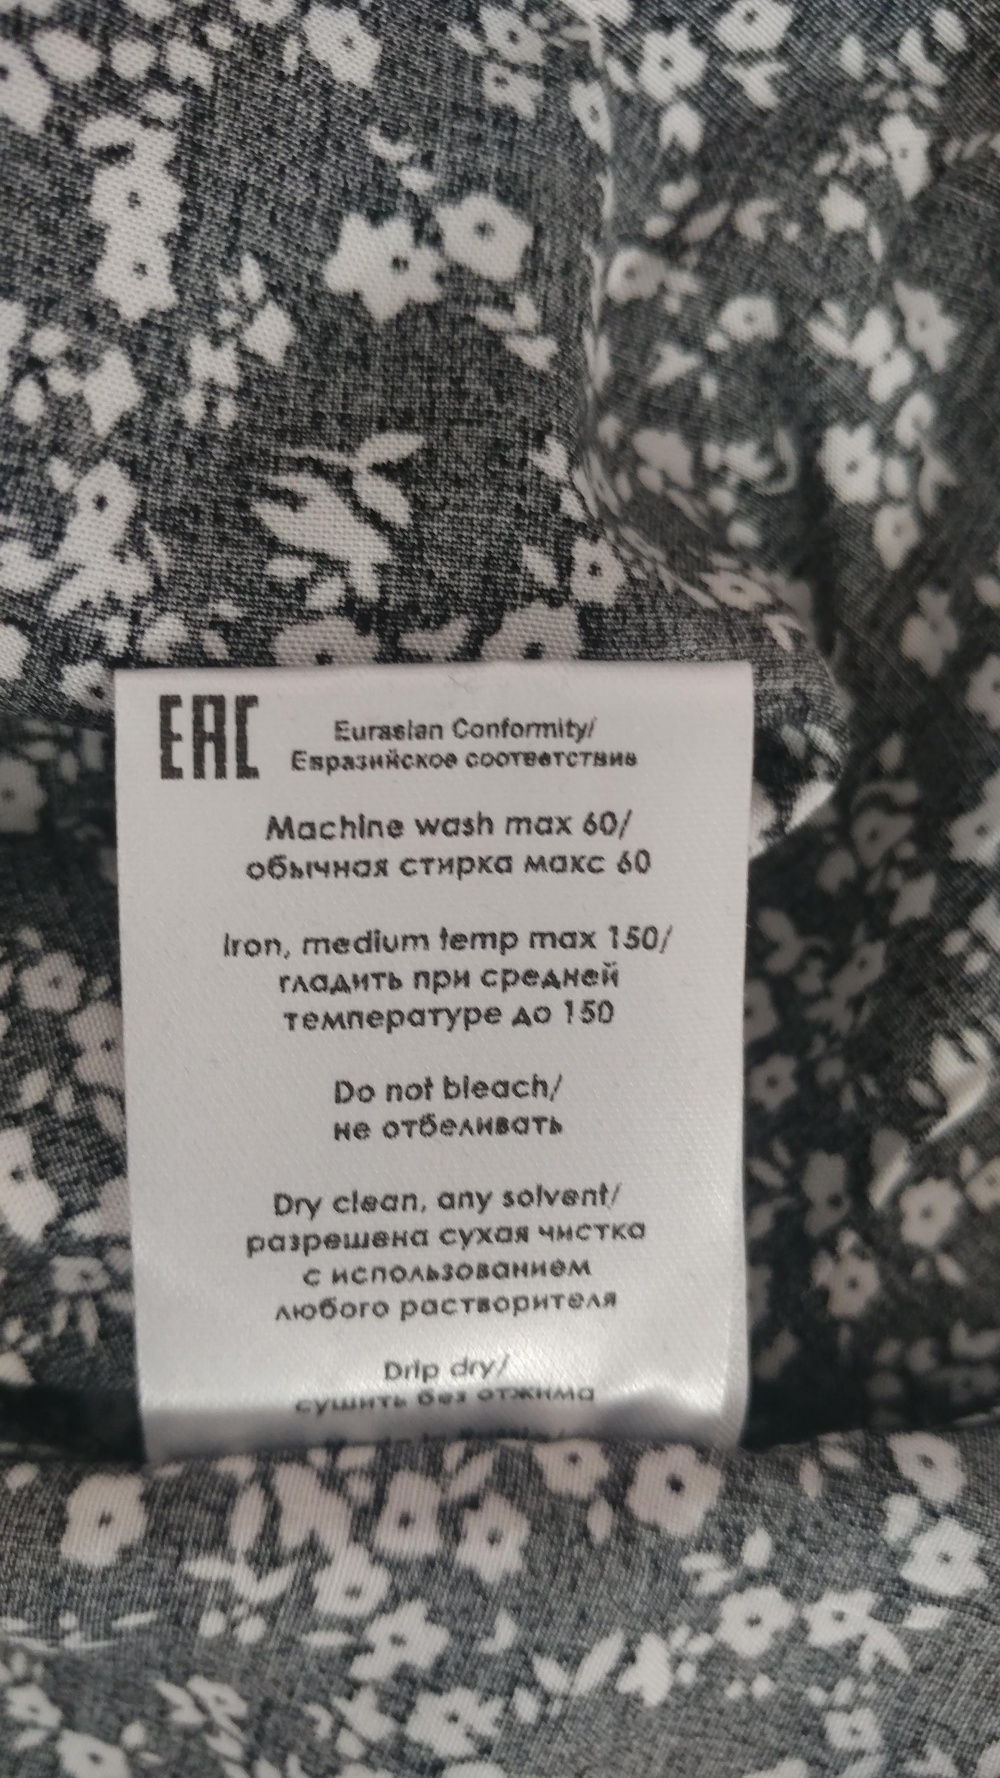 EAC
Eurasian Conformity/
Евразийское соответствие
Machine wash max 60/
обычная стирка макс 60
Iron, medium temp max 150/
гладить при средней
температуре до 150
Do not bleach/
не отбеливать
Dry clean, any solvent/
разрешена сухая чистка
с использованием
любого растворителя
Drip dry/
сушить без отжима